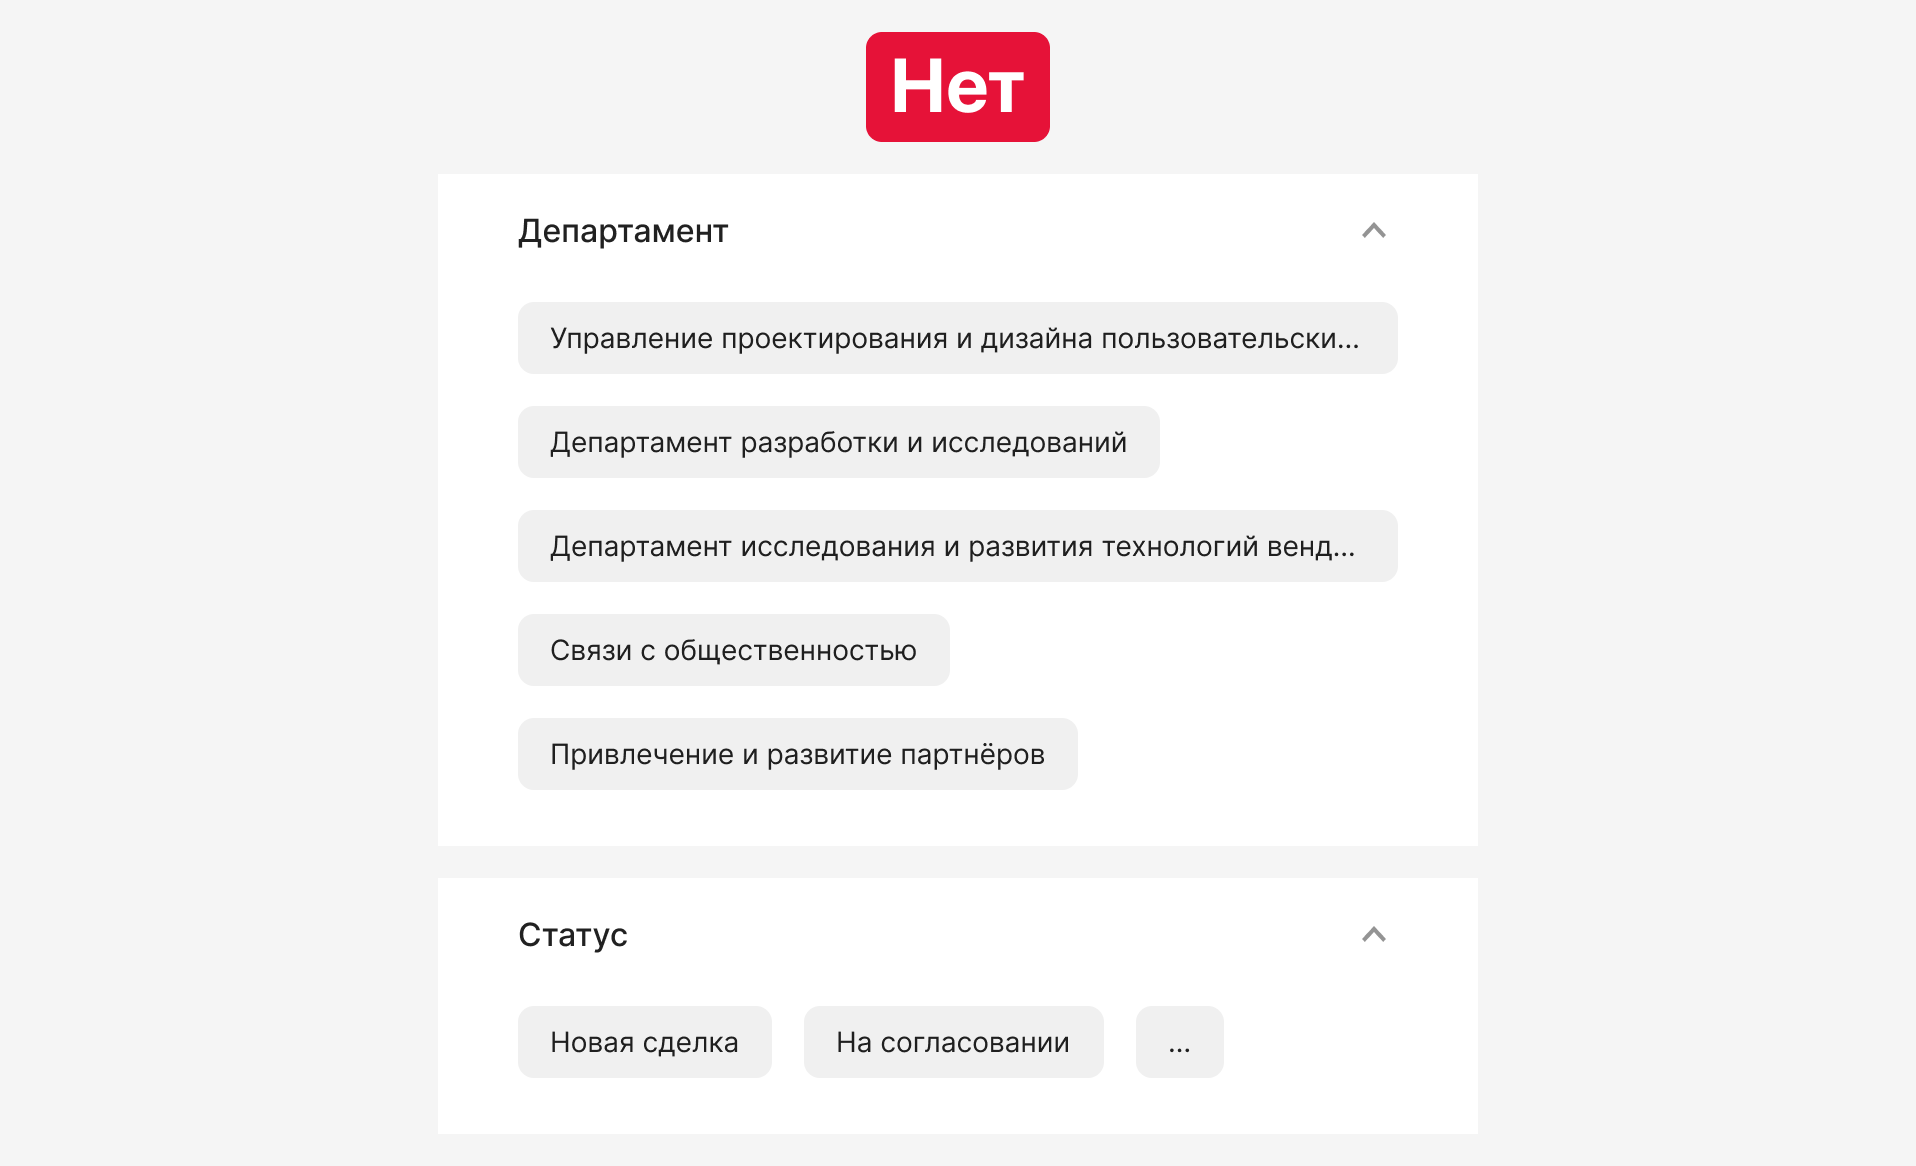 Нет
Департамент
Управление проектирования и дизайна пользовательски...
Департамент разработки и исследований
Департамент исследования и развития технологий венд...
Связи с общественностью
Привлечение и развитие партнёров
Статус
Новая сделка
На согласовании
...